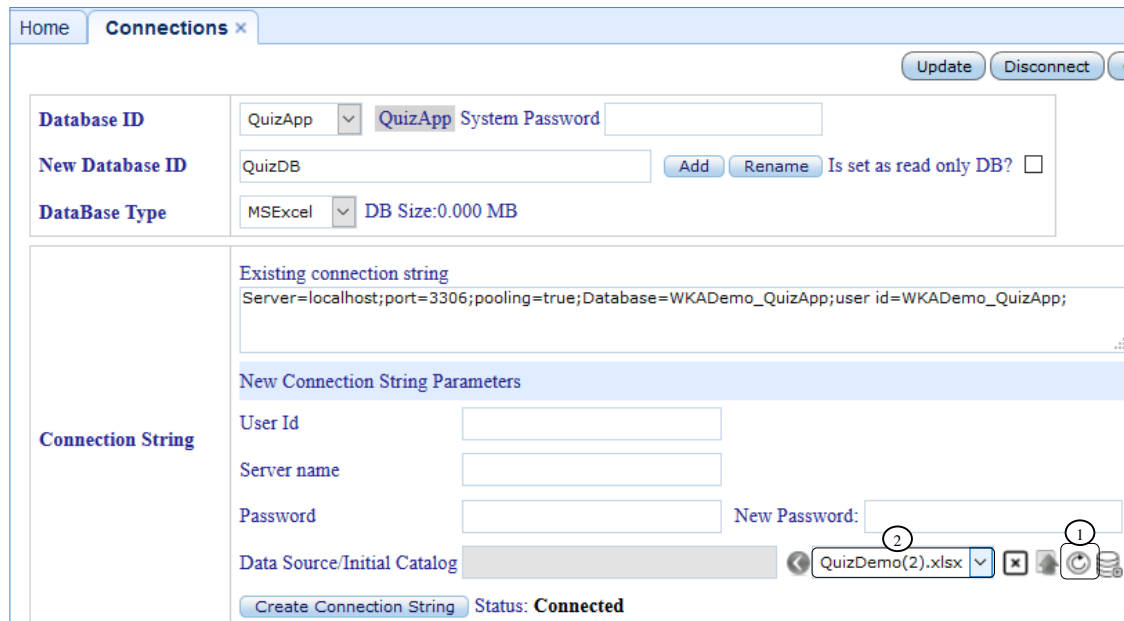 Home Connections ×
Update Disconnect
Database ID QuizApp QuizApp System Password
New Database ID QuizDB Add Rename Is set as read only DB?
DataBase Type MSExcel DB Size:0.000 MB
Existing connection string
Server=localhost;port=3306;pooling=true;Database=WKADemo_QuizApp;user id=WKADemo_QuizApp;
New Connection String Parameters
User Id
Connection String
Server name
Password New Password:
1
2
Data Source/Initial Catalog QuizDemo(2).xlsx
Create Connection String Status: Connected